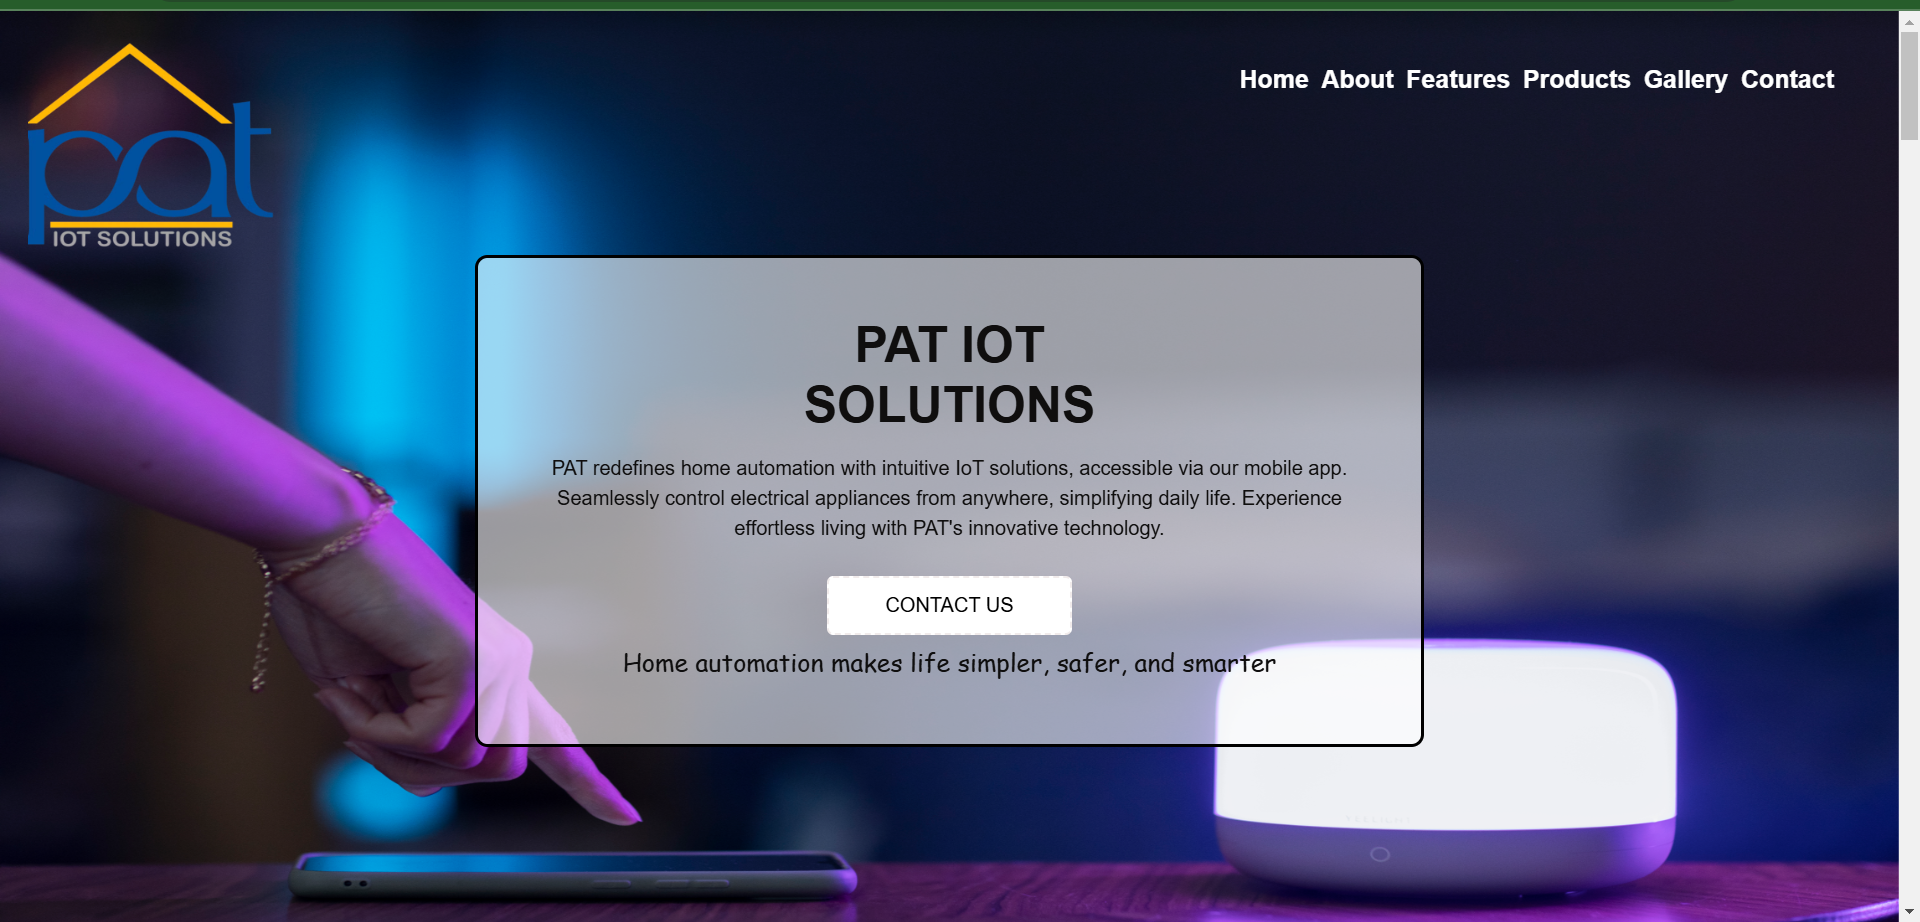 pat
IOT SOLUTIONS
Home About Features Products Gallery Contact
PAT IOT
SOLUTIONS
PAT redefines home automation with intuitive IoT solutions, accessible via our mobile app.
Seamlessly control electrical appliances from anywhere, simplifying daily life. Experience
effortless living with PAT's innovative technology.
CONTACT US
Home automation makes life simpler, safer, and smarter